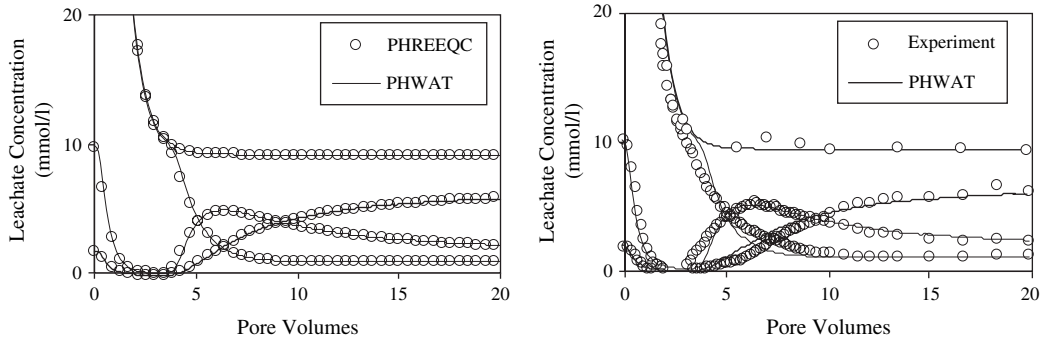 Leachate Concentration
(mmol/l)
20
10
0
0
5
10
15
20
Pore Volumes
PHREEQC
PHWAT
Leachate Concentration
(mmol/l)
20
10
0
0
5
10
15
20
Pore Volumes
Experiment
PHWAT